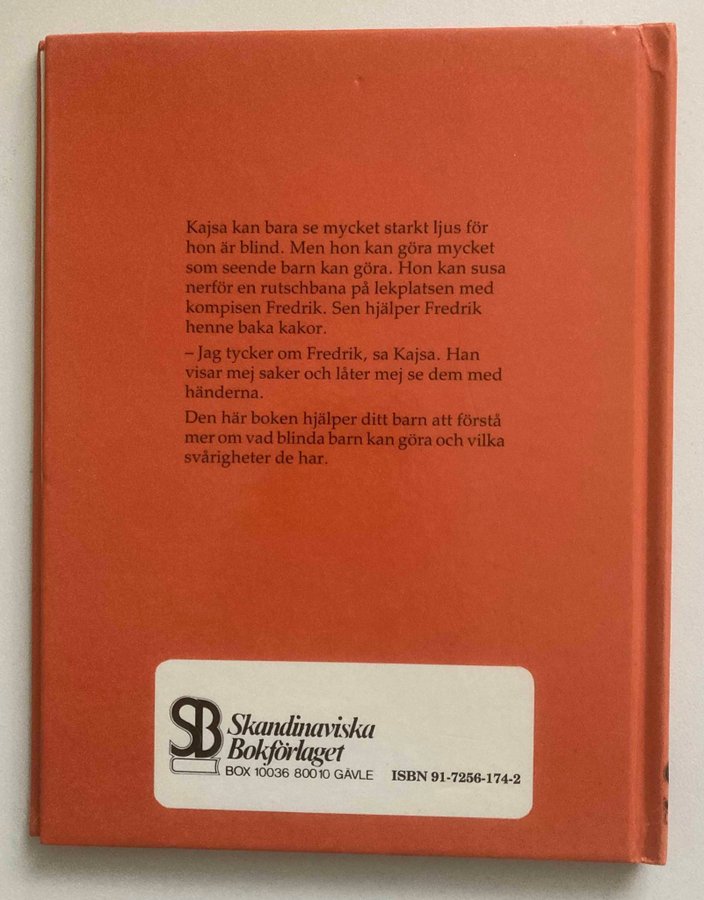 Kajsa kan bara se mycket starkt ljus för
hon är blind. Men hon kan göra mycket
som seende barn kan göra. Hon kan susa
nerför en rutschbana på lekplatsen med
kompisen Fredrik. Sen hjälper Fredrik
henne baka kakor.
– Jag tycker om Fredrik, sa Kajsa. Han
visar mej saker och låter mej se dem med
händerna.
Den här boken hjälper ditt barn att förstå
mer om vad blinda barn kan göra och vilka
svårigheter de har.
SB Skandinaviska
Bokförlaget
BOX 10036 800 10 GÄVLE
ISBN 91-7256-174-2